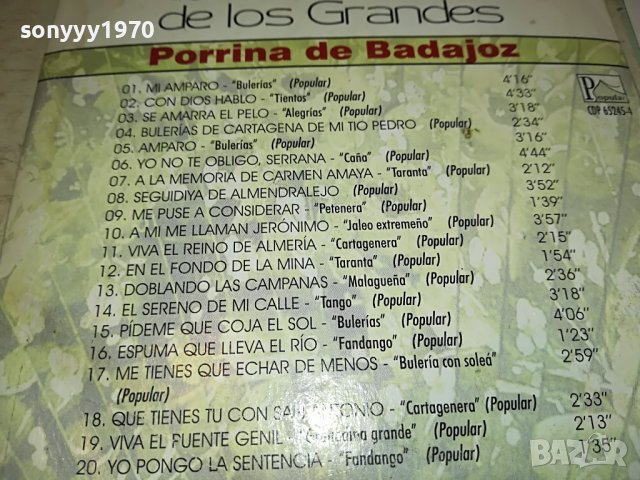 sonyyy1970
de los Grandes
Porrina de Badajoz
01. MI AMPARO - "Bulerías" (Popular) 4'16"
02. CON DIOS HABLO - "Tientos" (Popular) 4'33"
03. SE AMARRA EL PELO - "Alegrías" (Popular) 3'18"
04. BULERÍAS DE CARTAGENA DE MI TIO PEDRO (Popular) 2'34"
05. AMPARO - "Bulerías" (Popular) 3'16"
06. YO NO TE OBLIGO, SERRANA - "Caña" (Popular) 4'44"
07. A LA MEMORIA DE CARMEN AMAYA - "Taranta" (Popular) 2'12"
08. SEGUIDIYA DE ALMENDRALEJO (Popular) 3'52"
09. ME PUSE A CONSIDERAR - "Petenera" (Popular) 1'39"
10. A MI ME LLAMAN JERÓNIMO - "Jaleo extremeño" (Popular) 3'57"
11. VIVA EL REINO DE ALMERÍA - "Cartagenera" (Popular) 2'15"
12. EN EL FONDO DE LA MINA - "Taranta" (Popular) 1'54"
13. DOBLANDO LAS CAMPANAS - "Malagueña" (Popular) 2'36"
14. EL SERENO DE MI CALLE - "Tango" (Popular) 3'18"
15. PÍDEME QUE COJA EL SOL - "Bulerías" (Popular) 4'06"
16. ESPUMA QUE LLEVA EL RÍO - "Fandango" (Popular) 1'23"
17. ME TIENES QUE ECHAR DE MENOS - "Bulería con soleá" 2'59"
(Popular)
18. QUE TIENES TU CON SAN ANTONIO - "Cartagenera" (Popular) 2'33"
19. VIVA EL PUENTE GENIL - grande" (Popular) 2'13"
20. YO PONGO LA SENTENCIA - "Fandango" (Popular) 1'35"
Popular
CDP 65245-4
BAZAR